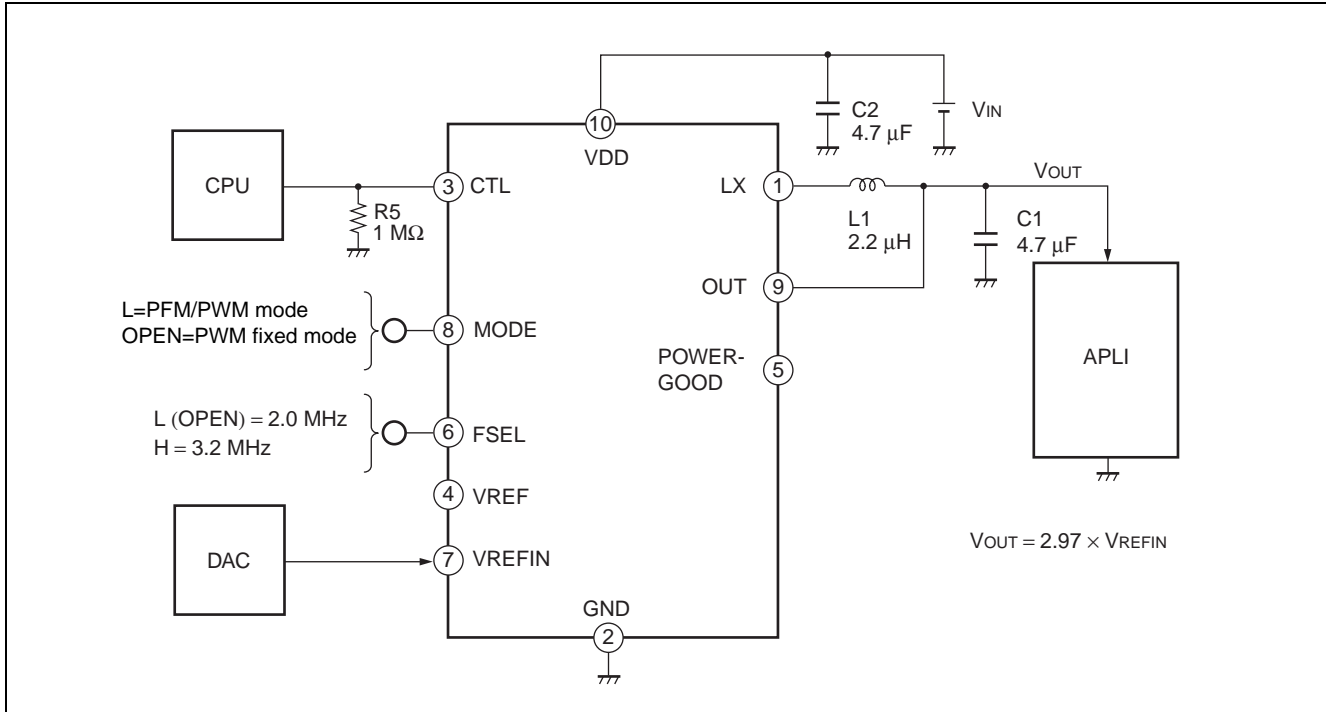 10
VDD
C2
4.7 µF
VIN
CPU
3 CTL
R5
1 MΩ
LX 1
L1
2.2 µH
VOUT
C1
4.7 µF
OUT 9
L=PFM/PWM mode
OPEN=PWM fixed mode
8 MODE
POWER-
GOOD
5
APLI
L (OPEN) = 2.0 MHz
H = 3.2 MHz
6 FSEL
4 VREF
DAC
7 VREFIN
VOUT = 2.97 × VREFIN
GND
2